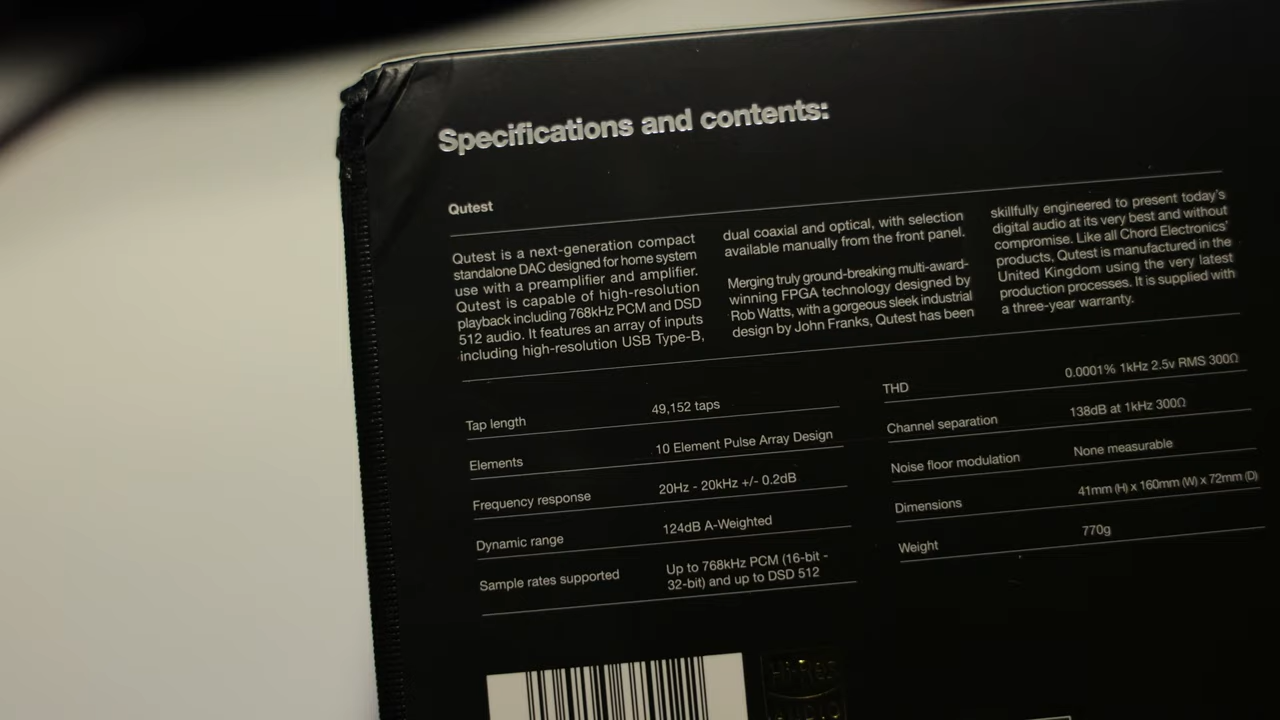 Specifications and contents:
Qutest
Qutest is a next-generation compact
standalone DAC designed for home system
use with a preamplifier and amplifier.
Qutest is capable of high-resolution
playback including 768kHz PCM and DSD
512 audio. It features an array of inputs
including high-resolution USB Type-B,
dual coaxial and optical, with selection
available manually from the front panel.
Merging truly ground-breaking multi-award-
winning FPGA technology designed by
Rob Watts, with a gorgeous sleek industrial
design by John Franks, Qutest has been
skillfully engineered to present today's
digital audio at its very best and without
compromise. Like all Chord Electronics'
products, Qutest is manufactured in the
United Kingdom using the very latest
production processes. It is supplied with
a three-year warranty.
Tap length 49,152 taps
Elements 10 Element Pulse Array Design
Frequency response 20Hz - 20kHz +/- 0.2dB
Dynamic range 124dB A-Weighted
Sample rates supported Up to 768kHz PCM (16-bit -
32-bit) and up to DSD 512
THD 0.0001% 1kHz 2.5v RMS 300Ω
Channel separation 138dB at 1kHz 300Ω
Noise floor modulation None measurable
Dimensions 41mm (H) x 160mm (W) x 72mm (D)
Weight 770g
Hi-Res
AUDIO